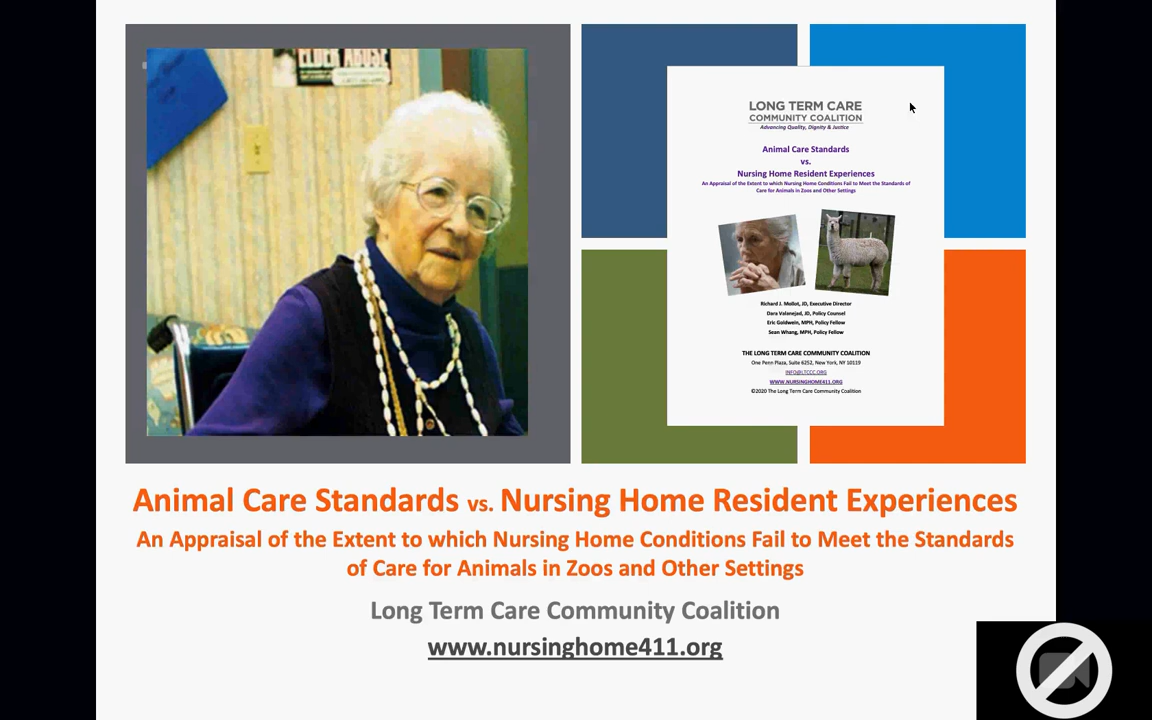 ELDER ABUSE
LONG TERM CARE
COMMUNITY COALITION
Advancing Quality, Dignity & Justice
Animal Care Standards
vs.
Nursing Home Resident Experiences
An Appraisal of the Extent to which Nursing Home Conditions Fail to Meet the Standards of
Care for Animals in Zoos and Other Settings
Richard J. Mollot, JD, Executive Director
Dara Valanejad, JD, Policy Counsel
Eric Goldwein, MPH, Policy Fellow
Sean Whang, MPH, Policy Fellow
THE LONG TERM CARE COMMUNITY COALITION
One Penn Plaza, Suite 6252, New York, NY 10119
INFO@LTCCC.ORG
WWW.NURSINGHOME411.ORG
©2020 The Long Term Care Community Coalition
Animal Care Standards vs. Nursing Home Resident Experiences
An Appraisal of the Extent to which Nursing Home Conditions Fail to Meet the Standards
of Care for Animals in Zoos and Other Settings
Long Term Care Community Coalition
www.nursinghome411.org